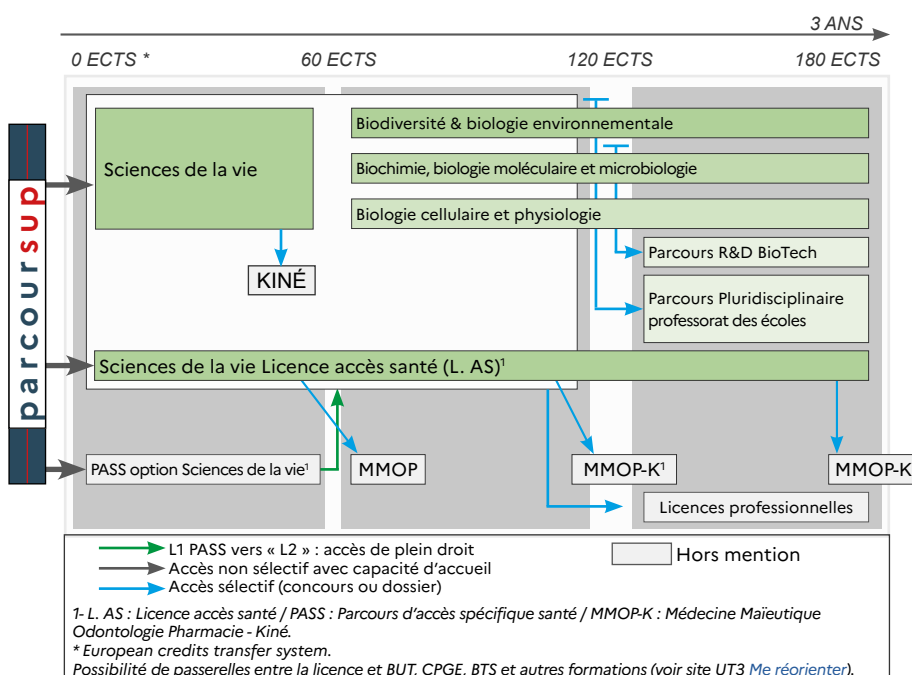 3 ANS
0 ECTS *
60 ECTS
120 ECTS
180 ECTS
parcoursup
Sciences de la vie
Biodiversité & biologie environnementale
Biochimie, biologie moléculaire et microbiologie
Biologie cellulaire et physiologie
KINÉ
Parcours R&D BioTech
Parcours Pluridisciplinaire
professorat des écoles
Sciences de la vie Licence accès santé (L. AS)¹
PASS option Sciences de la vie¹
MMOP
MMOP-K¹
MMOP-K
Licences professionnelles
L1 PASS vers « L2 » : accès de plein droit
Accès non sélectif avec capacité d'accueil
Accès sélectif (concours ou dossier)
Hors mention
1- L. AS : Licence accès santé / PASS : Parcours d'accès spécifique santé / MMOP-K : Médecine Maïeutique
Odontologie Pharmacie - Kiné.
* European credits transfer system.
Possibilité de passerelles entre la licence et BUT, CPGE, BTS et autres formations (voir site UT3 Me réorienter).